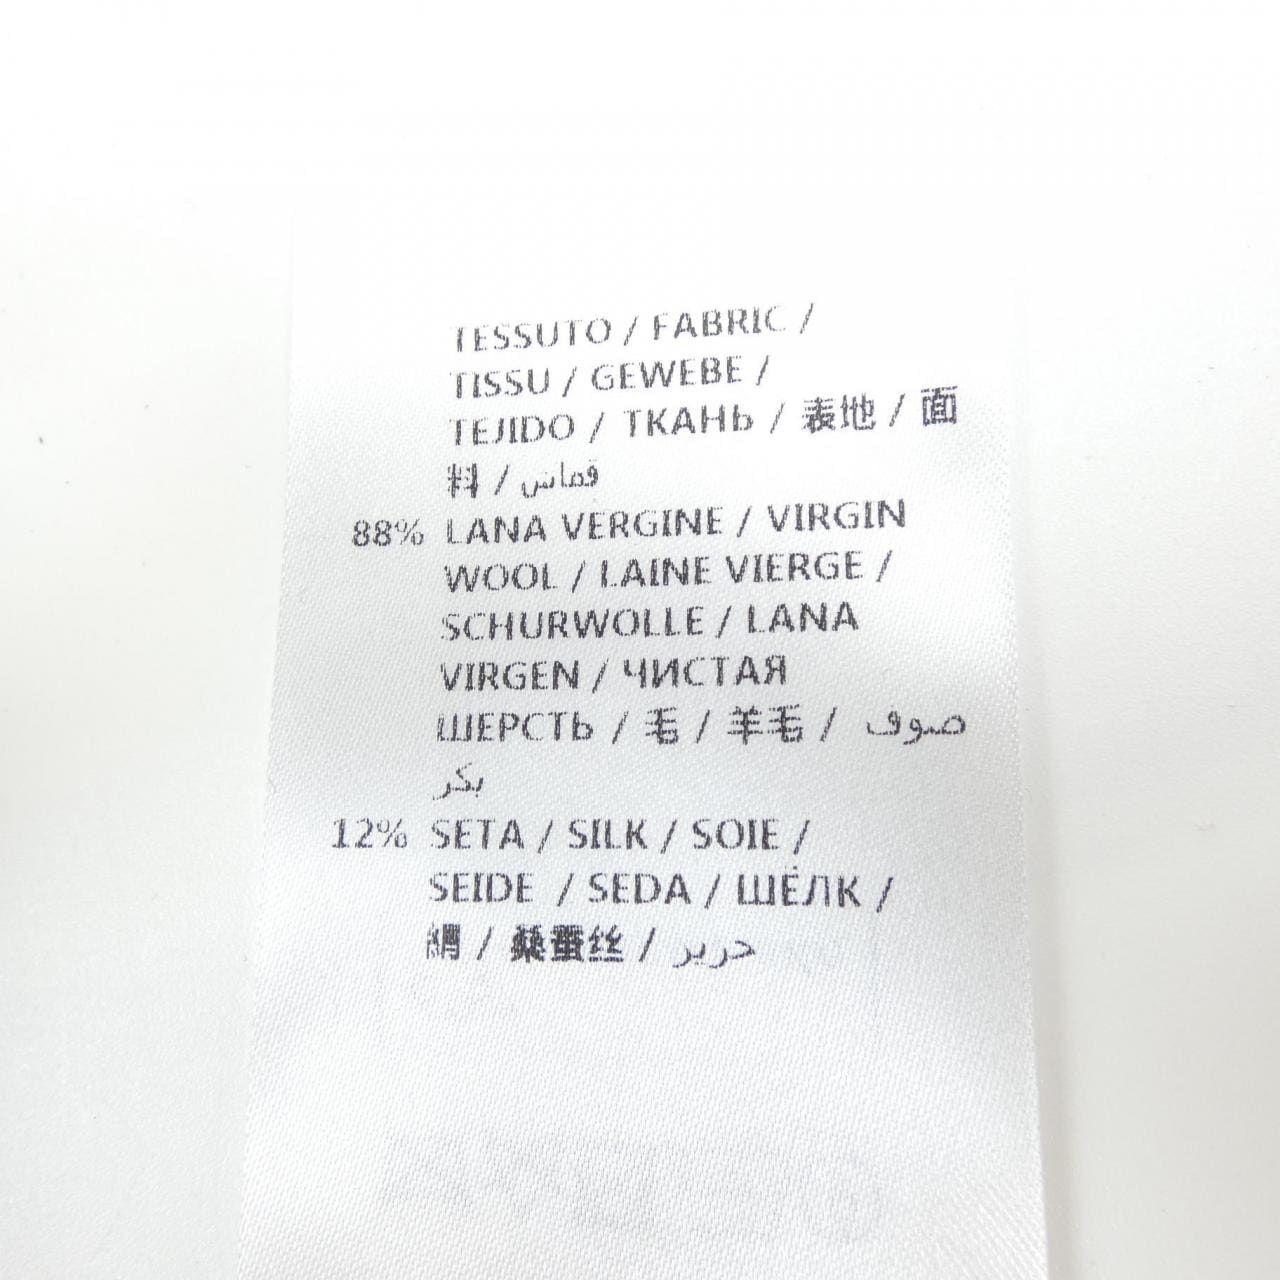 TESSUTO / FABRIC /
TISSU / GEWEBE /
TEJIDO / ТКАНЬ / 表地 / 面
料 / قماش
88% LANA VERGINE / VIRGIN
WOOL / LAINE VIERGE /
SCHURWOLLE / LANA
VIRGEN / ЧИСТАЯ
ШЕРСТЬ / 毛 / 羊毛 / صوف
بكر
12% SETA / SILK / SOIE /
SEIDE / SEDA / ШЁЛК /
絹 / 桑蚕丝 / حرير